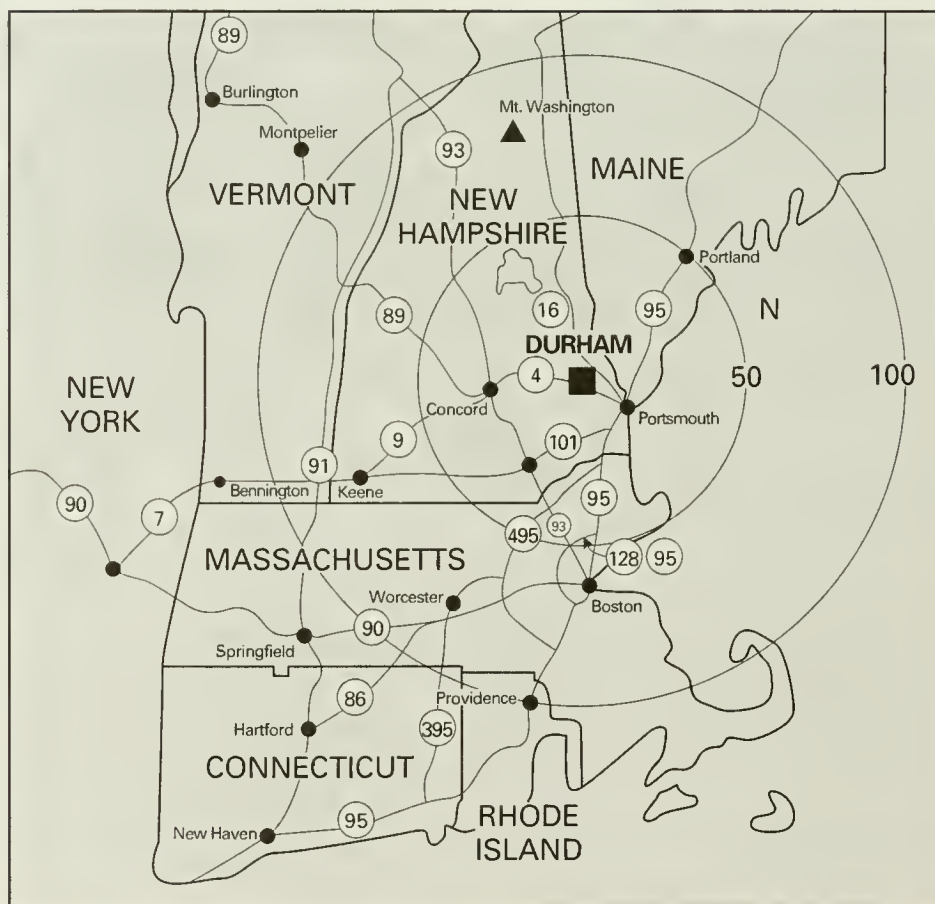 89
Burlington
Montpelier
VERMONT
93
Mt. Washington
MAINE
NEW
HAMPSHIRE
Portland
89
16
95
N
DURHAM
4
50
100
NEW
YORK
Concord
Portsmouth
9
101
91
Bennington
Keene
90
7
95
495
93
128
95
MASSACHUSETTS
Worcester
Boston
90
Springfield
86
Providence
Hartford
395
CONNECTICUT
95
New Haven
RHODE
ISLAND